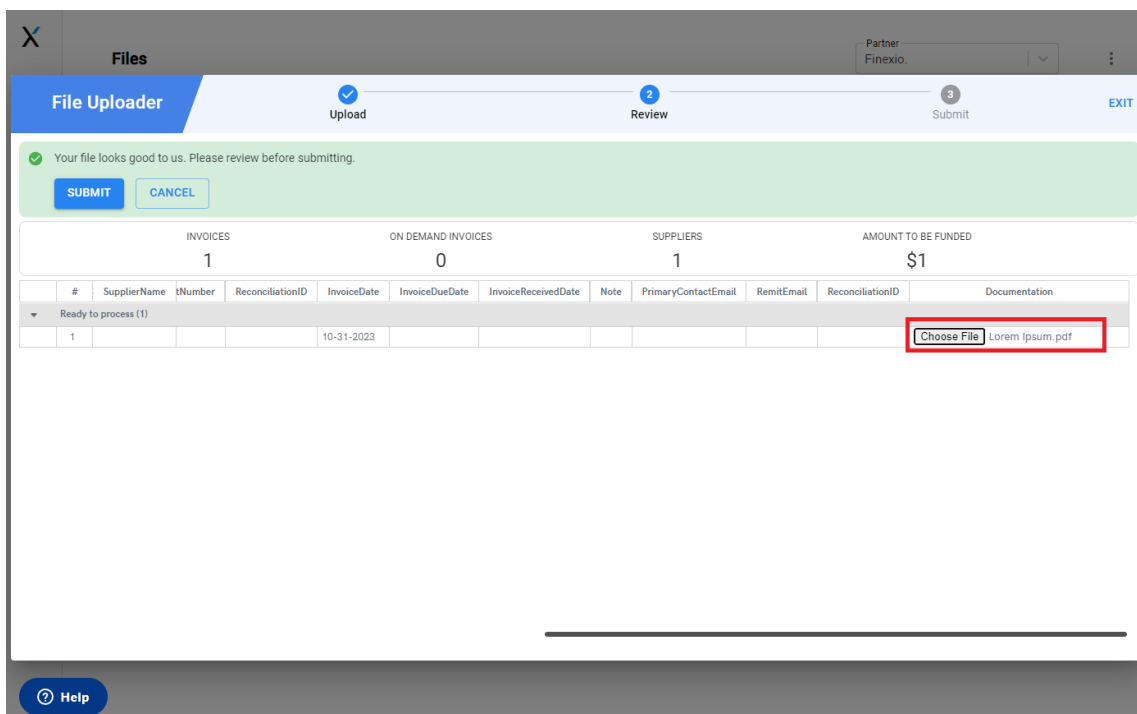 Files
Partner
Finexio.
File Uploader
Upload
2
Review
3
Submit
EXIT
Your file looks good to us. Please review before submitting.
SUBMIT
CANCEL
INVOICES
ON DEMAND INVOICES
SUPPLIERS
AMOUNT TO BE FUNDED
1
0
1
$1
# SupplierName tNumber ReconciliationID InvoiceDate InvoiceDueDate InvoiceReceivedDate Note PrimaryContactEmail RemitEmail ReconciliationID Documentation
Ready to process (1)
1 10-31-2023 Choose File Lorem Ipsum.pdf
? Help